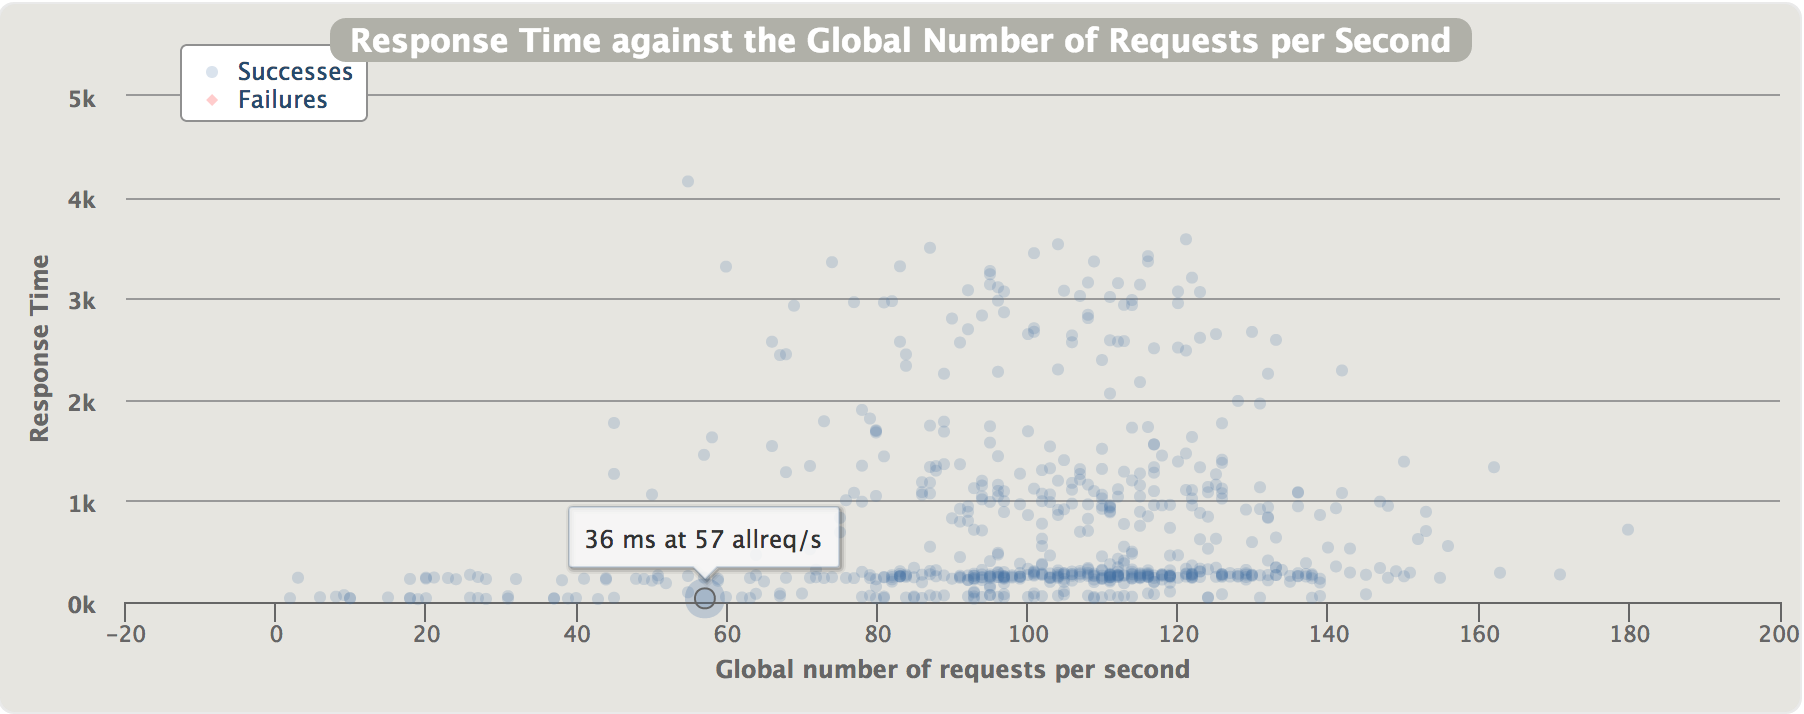 Response Time against the Global Number of Requests per Second
Successes
Failures
5k
4k
3k
2k
1k
0k
Response Time
36 ms at 57 allreq/s
-20 0 20 40 60 80 100 120 140 160 180 200
Global number of requests per second